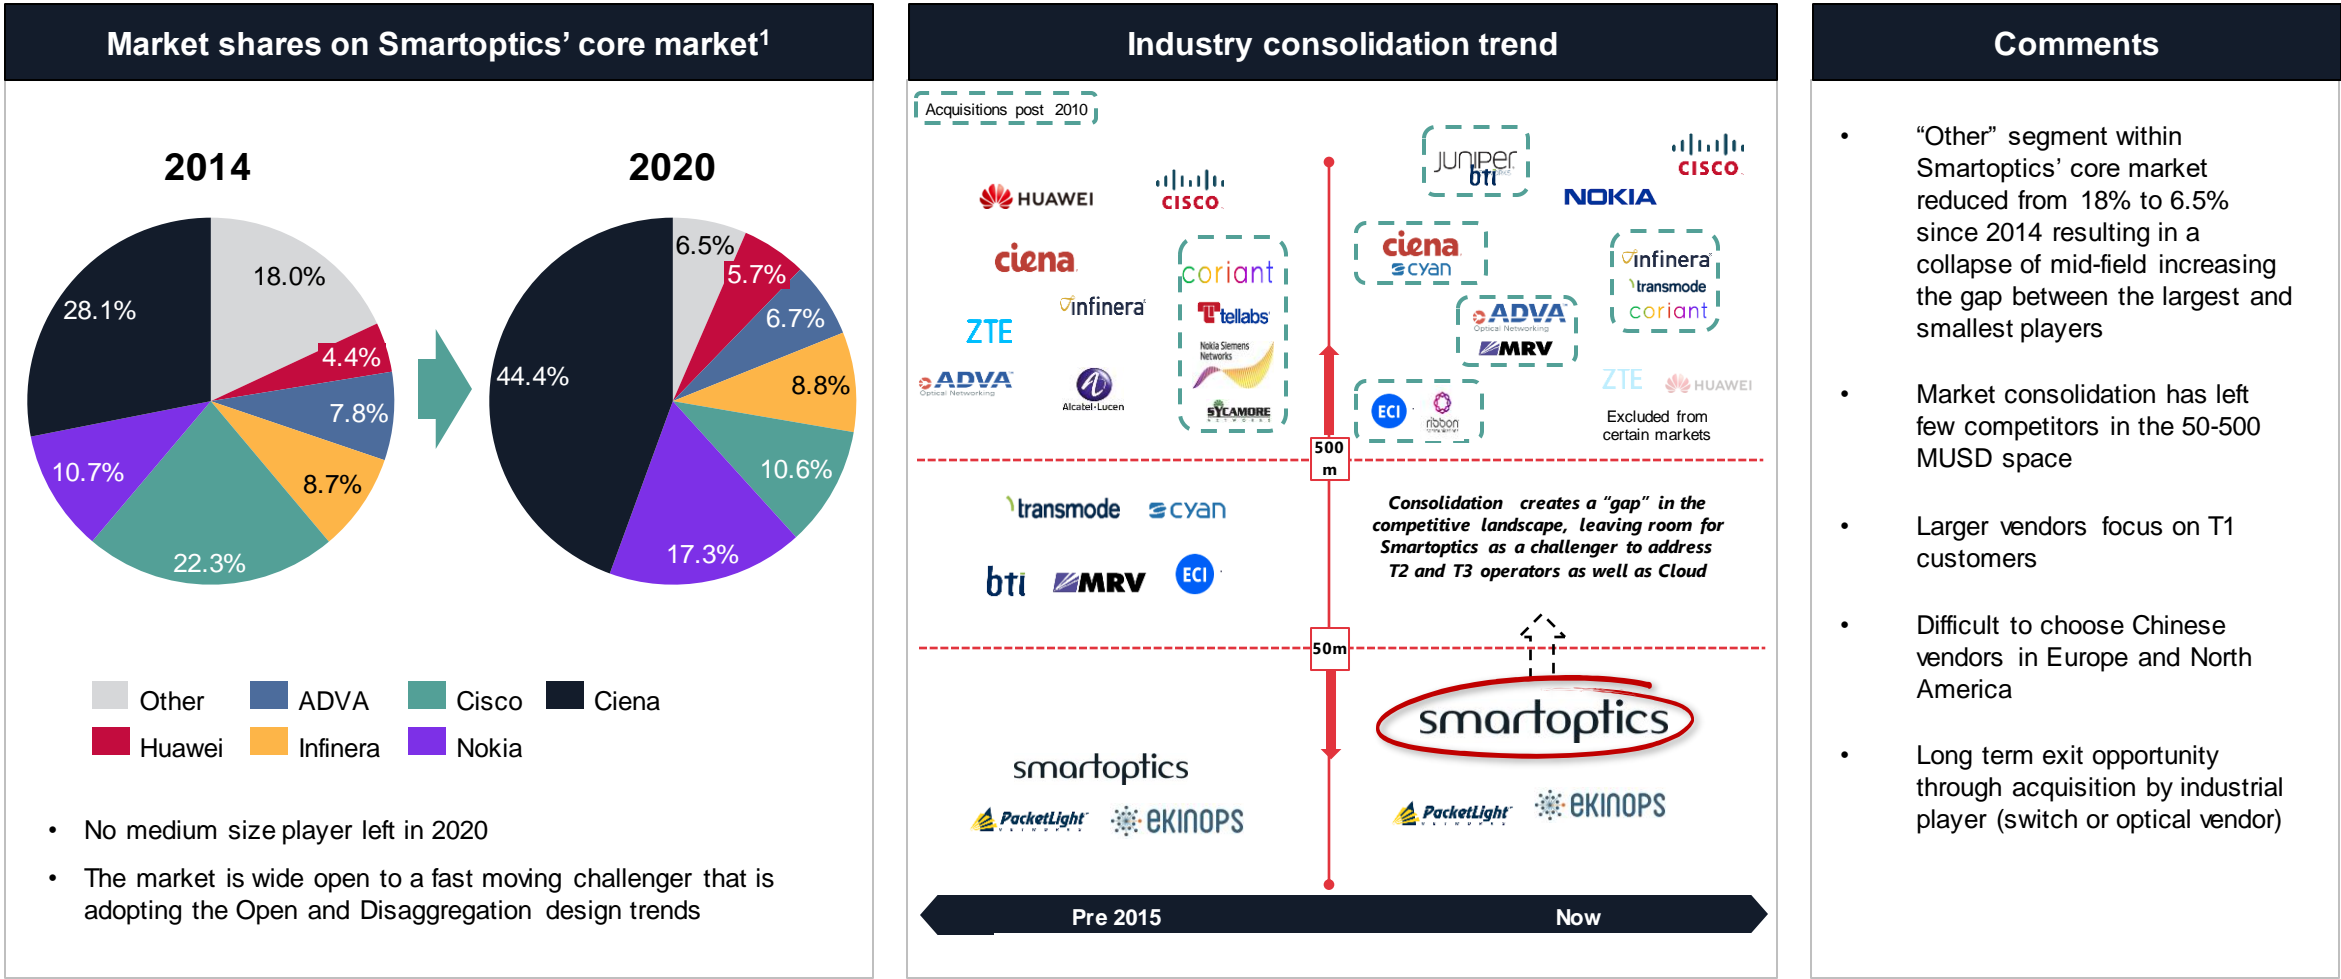 Market shares on Smartoptics’ core market¹
2014
2020
18.0%
4.4%
7.8%
8.7%
22.3%
10.7%
28.1%
6.5%
5.7%
6.7%
8.8%
10.6%
17.3%
44.4%
Other
ADVA
Cisco
Ciena
Huawei
Infinera
Nokia
• No medium size player left in 2020
• The market is wide open to a fast moving challenger that is
adopting the Open and Disaggregation design trends
Industry consolidation trend
Acquisitions post 2010
HUAWEI
CISCO
ciena
coriant
infinera
tellabs
ZTE
Nokia Siemens
Networks
ADVA
Optical Networking
Alcatel·Lucen
SYCAMORE
NETWORKS
JUNIPER
bti
CISCO
NOKIA
ciena
cyan
infinera
transmode
coriant
ADVA
Optical Networking
MRV
ZTE
HUAWEI
ECI
ribbon
Excluded from
certain markets
500
m
transmode
cyan
bti
MRV
ECI
Consolidation creates a “gap” in the
competitive landscape, leaving room for
Smartoptics as a challenger to address
T2 and T3 operators as well as Cloud
50m
smartoptics
PacketLight
NETWORKS
EKINOPS
smartoptics
PacketLight
NETWORKS
EKINOPS
Pre 2015
Now
Comments
• “Other” segment within
Smartoptics’ core market
reduced from 18% to 6.5%
since 2014 resulting in a
collapse of mid-field increasing
the gap between the largest and
smallest players
• Market consolidation has left
few competitors in the 50-500
MUSD space
• Larger vendors focus on T1
customers
• Difficult to choose Chinese
vendors in Europe and North
America
• Long term exit opportunity
through acquisition by industrial
player (switch or optical vendor)